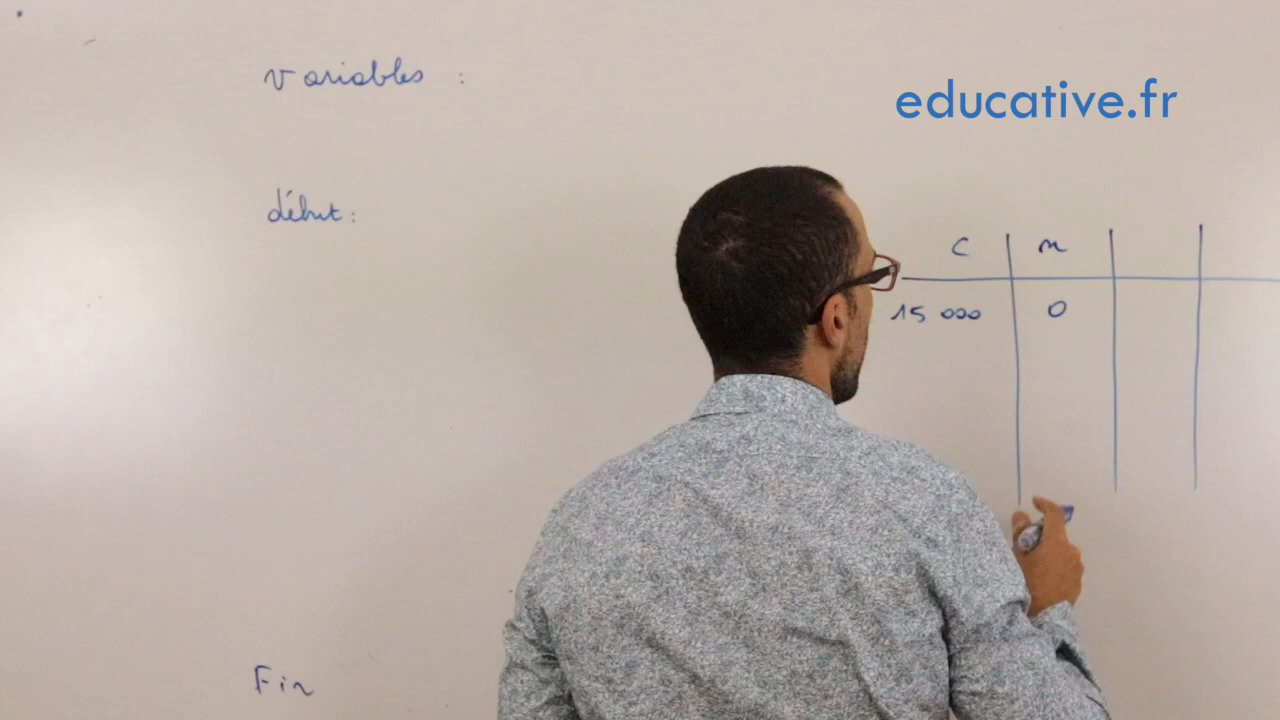 variables :
educative.fr
début :
C n
15 000 0
Fin